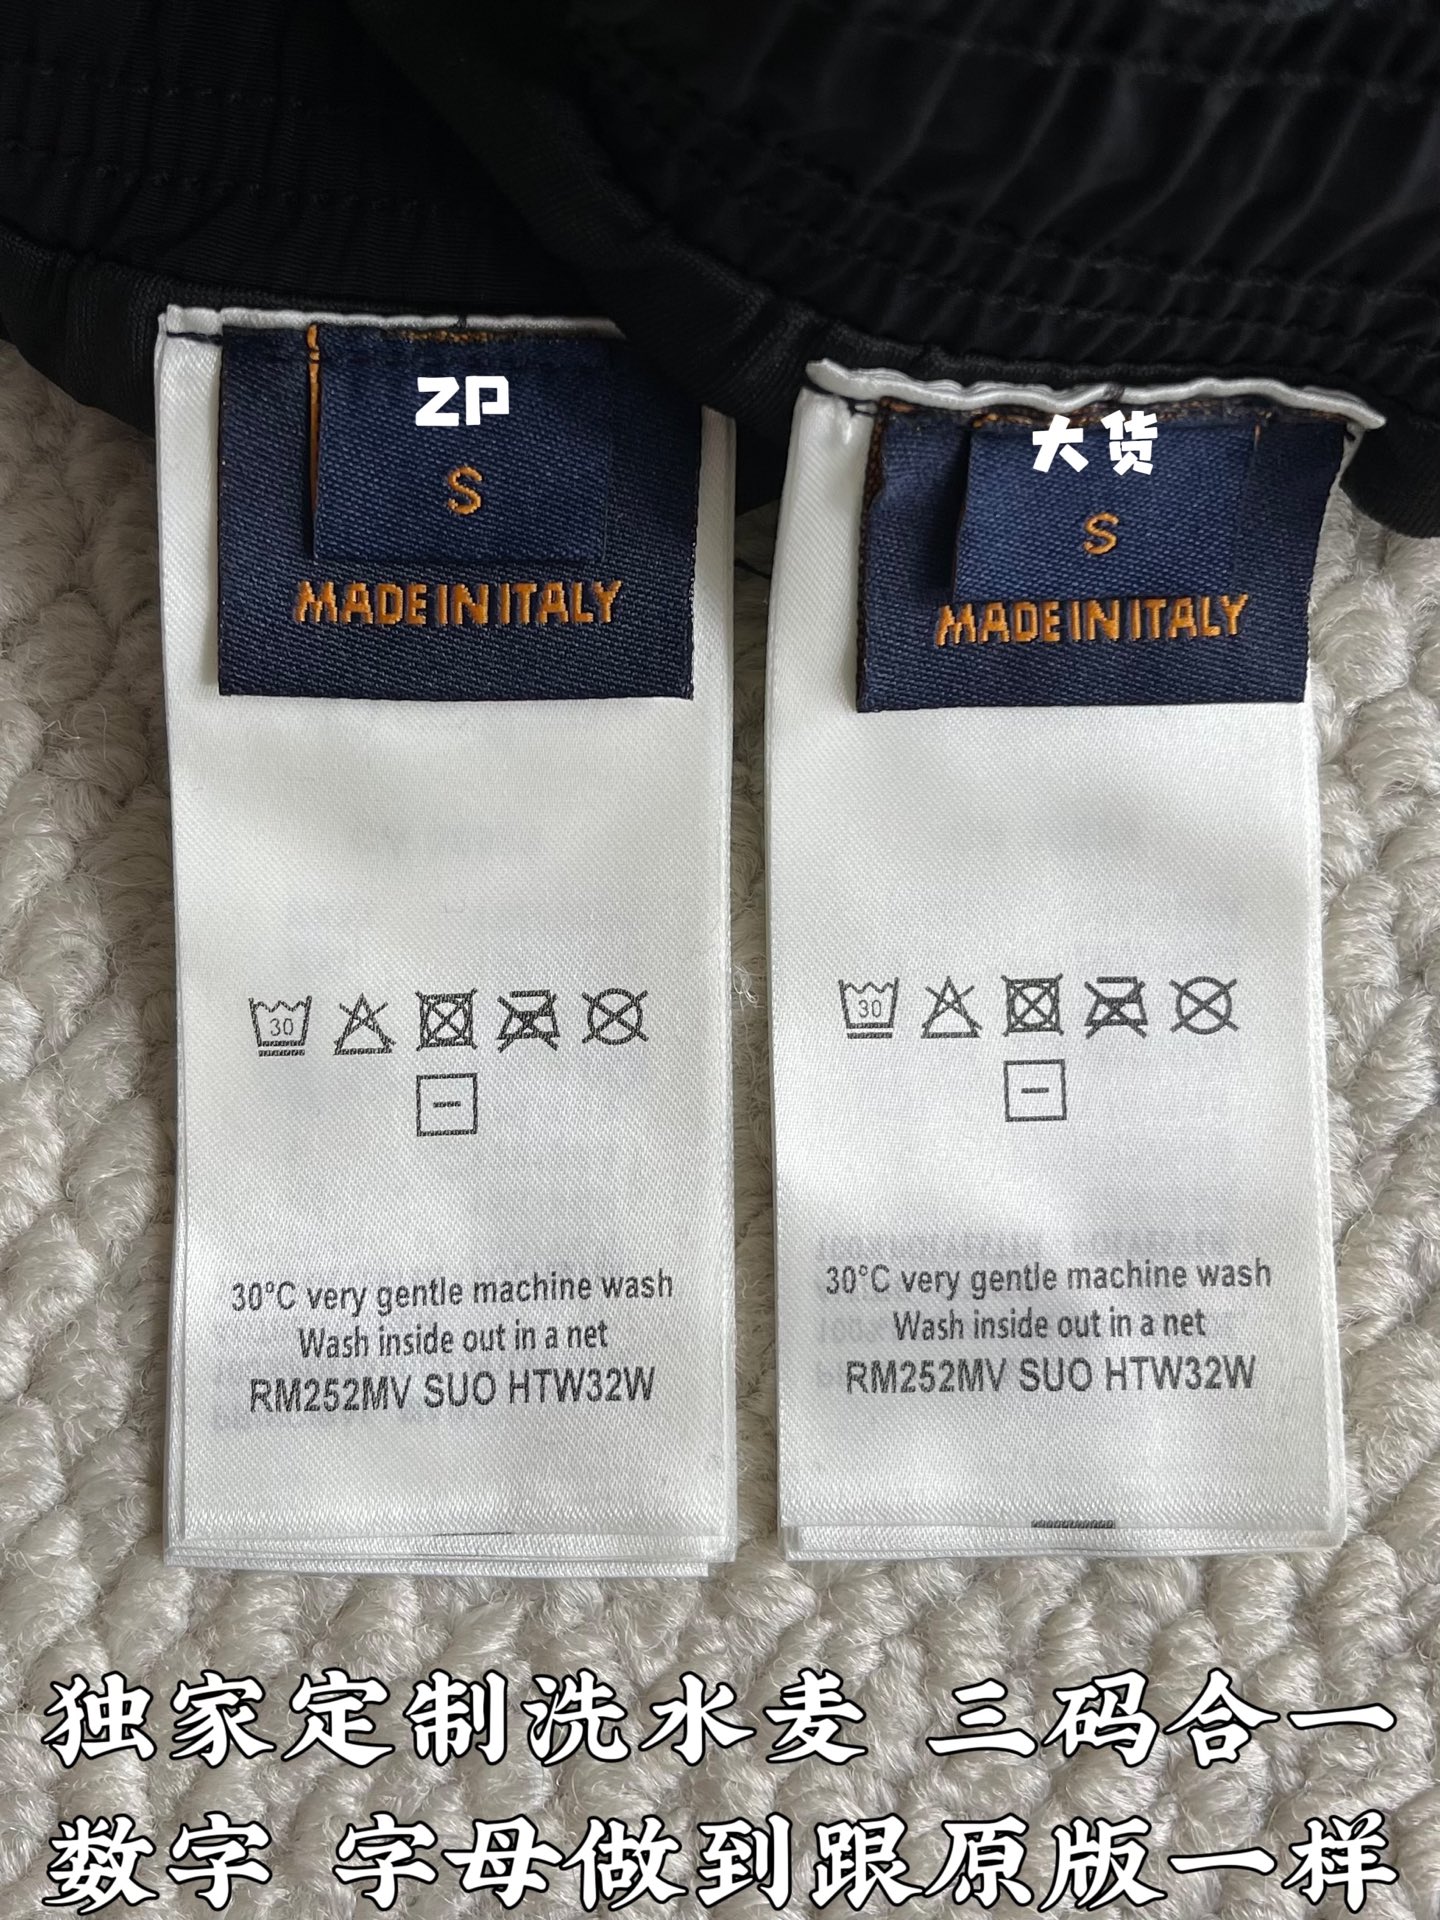 ZP
S
MADE IN ITALY
30
30°C very gentle machine wash
Wash inside out in a net
RM252MV SUO HTW32W
大货
S
MADE IN ITALY
30
30°C very gentle machine wash
Wash inside out in a net
RM252MV SUO HTW32W
独家定制洗水麦 三码合一
数字 字母做到跟原版一样